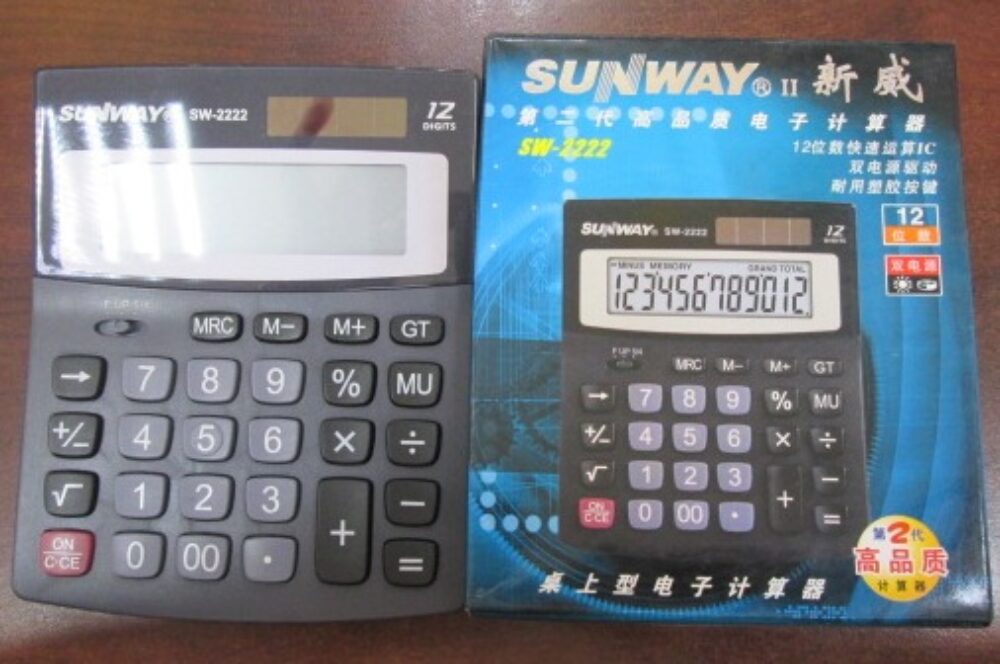 SUNWAY® SW-2222
12
DIGITS
MRC M− M+ GT
→ 7 8 9 % MU
+/− 4 5 6 × ÷
√ 1 2 3 + −
ON
C·CE 0 00 · =
SUNWAY® II 新威
第二代高品质电子计算器
SW-2222
12位数快速运算IC
双电源驱动
耐用塑胶按键
12
位数
双电源
SUNWAY® SW-2222 12
DIGITS
MINUS MEMORY GRAND TOTAL
123456789012
MRC M− M+ GT
→ 7 8 9 % MU
+/− 4 5 6 × ÷
√ 1 2 3 + −
ON
C·CE 0 00 · =
第2代
高品质
计算器
桌上型电子计算器